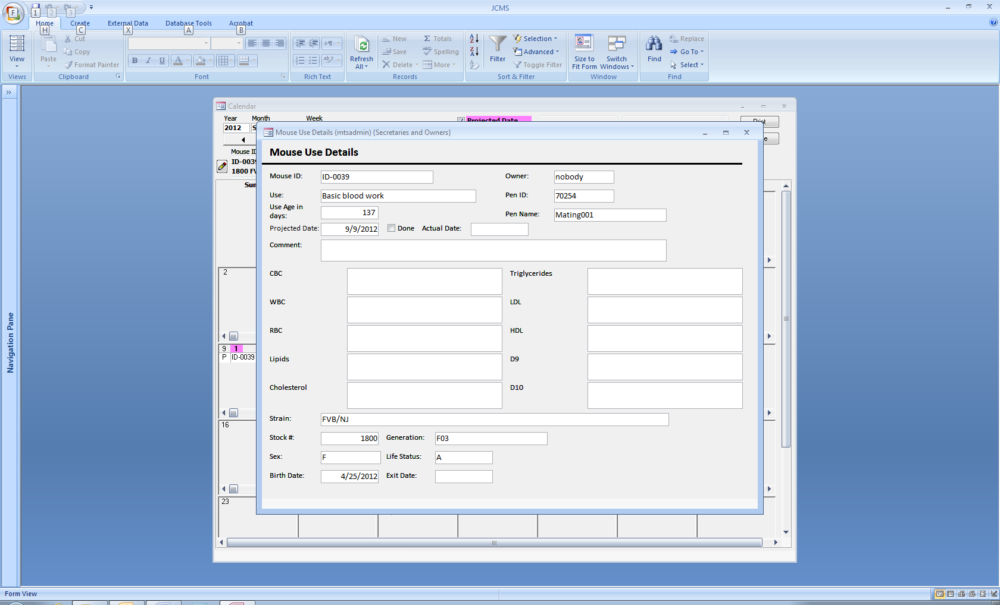 JCMS
F 1 2 3
Home Create External Data Database Tools Acrobat
H C X A B
View
Views
Paste
Cut
Copy
Format Painter
Clipboard
B I U A
Font
Rich Text
Refresh All
New
Save
Delete
Totals
Spelling
More
Records
Filter
Selection
Advanced
Toggle Filter
Sort & Filter
Size to Fit Form
Switch Windows
Window
Find
Replace
Go To
Select
Find
Navigation Pane
Calendar
Year Month Week
2012 S
Projected Date
Print
Mouse ID
ID-0039
1800 FV
Sun
2
9 1
P ID-0039
16
23
Mouse Use Details (mtsadmin) {Secretaries and Owners}
Mouse Use Details
Mouse ID: ID-0039 Owner: nobody
Use: Basic blood work Pen ID: 70254
Use Age in
days: 137 Pen Name: Mating001
Projected Date: 9/9/2012 Done Actual Date:
Comment:
CBC Triglycerides
WBC LDL
RBC HDL
Lipids D9
Cholesterol D10
Strain: FVB/NJ
Stock #: 1800 Generation: F03
Sex: F Life Status: A
Birth Date: 4/25/2012 Exit Date:
Form View